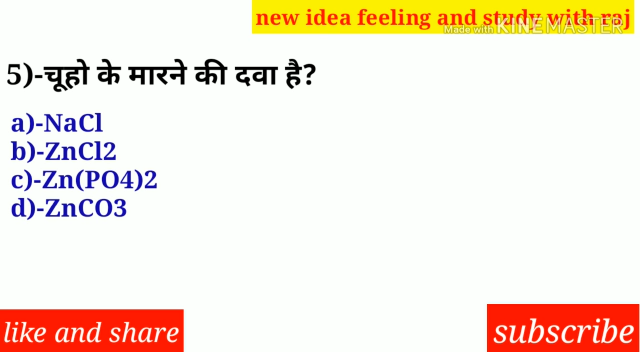 new idea feeling and study with raj
Made with KINEMASTER
5)-चूहो के मारने की दवा है?
a)-NaCl
b)-ZnCl2
c)-Zn(PO4)2
d)-ZnCO3
like and share
subscribe